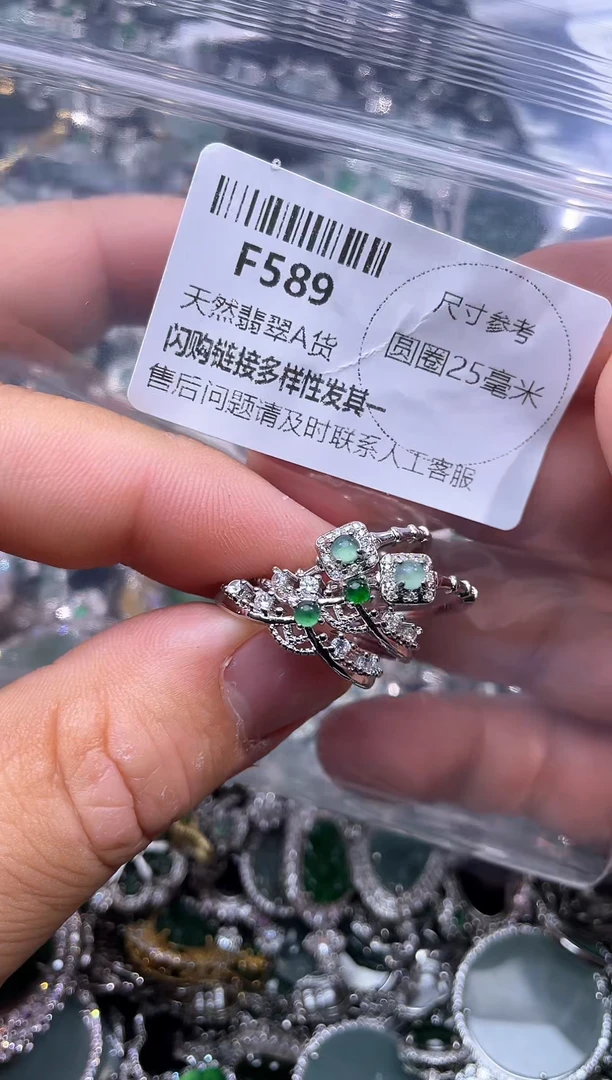 F589
天然翡翠A货
闪购链接多样性发其一
售后问题请及时联系人工客服
尺寸参考
圆圈25毫米